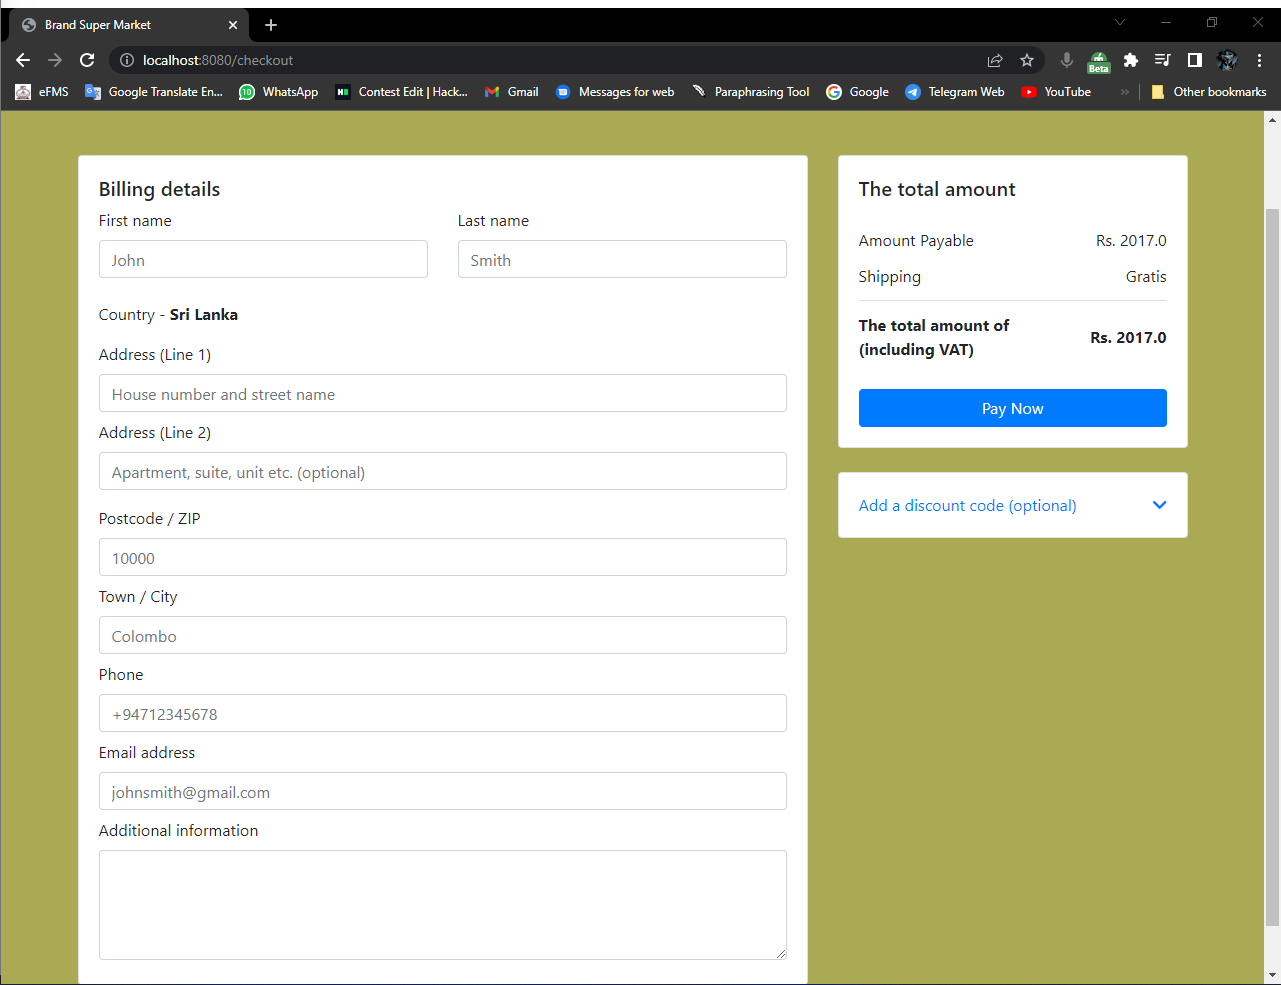 Brand Super Market
localhost:8080/checkout
Beta
eFMS
Google Translate En...
10
WhatsApp
Contest Edit | Hack...
Gmail
Messages for web
Paraphrasing Tool
Google
Telegram Web
YouTube
»
Other bookmarks
Billing details
First name
Last name
John
Smith
Country - Sri Lanka
Address (Line 1)
House number and street name
Address (Line 2)
Apartment, suite, unit etc. (optional)
Postcode / ZIP
10000
Town / City
Colombo
Phone
+94712345678
Email address
johnsmith@gmail.com
Additional information
The total amount
Amount Payable
Rs. 2017.0
Shipping
Gratis
The total amount of
(including VAT)
Rs. 2017.0
Pay Now
Add a discount code (optional)